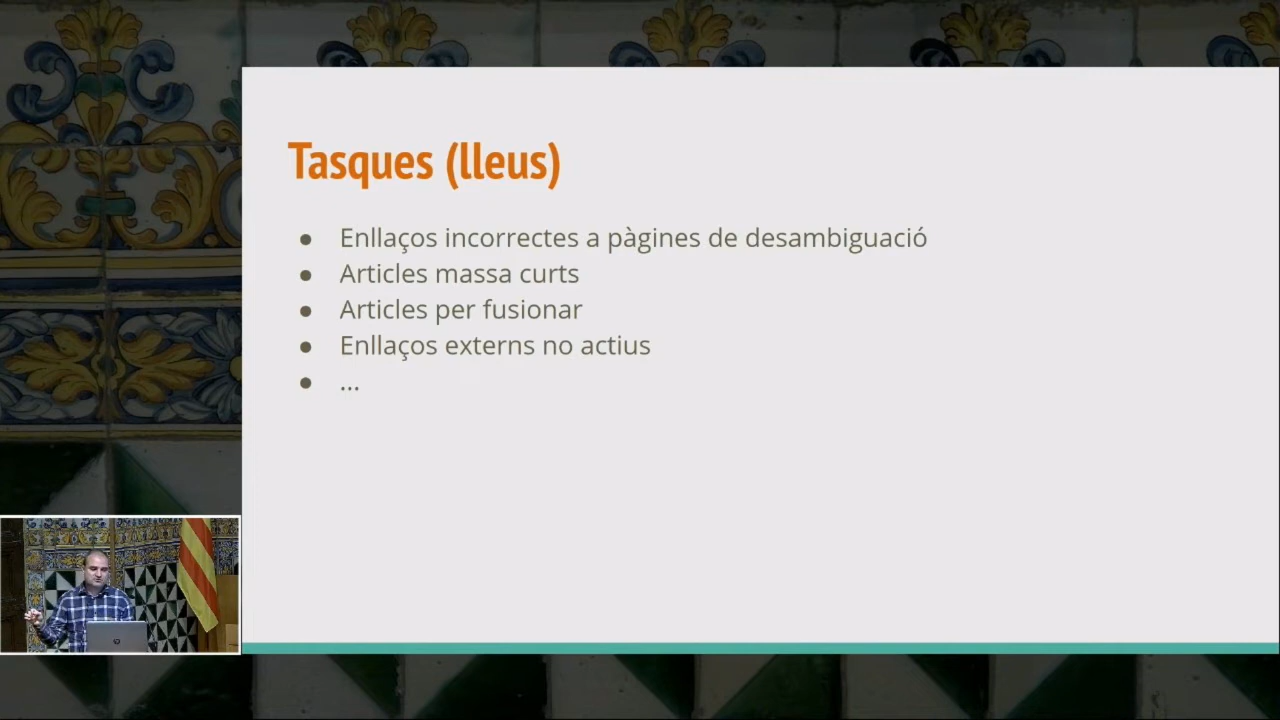 Tasques (lleus)
● Enllaços incorrectes a pàgines de desambiguació
● Articles massa curts
● Articles per fusionar
● Enllaços externs no actius
● ...